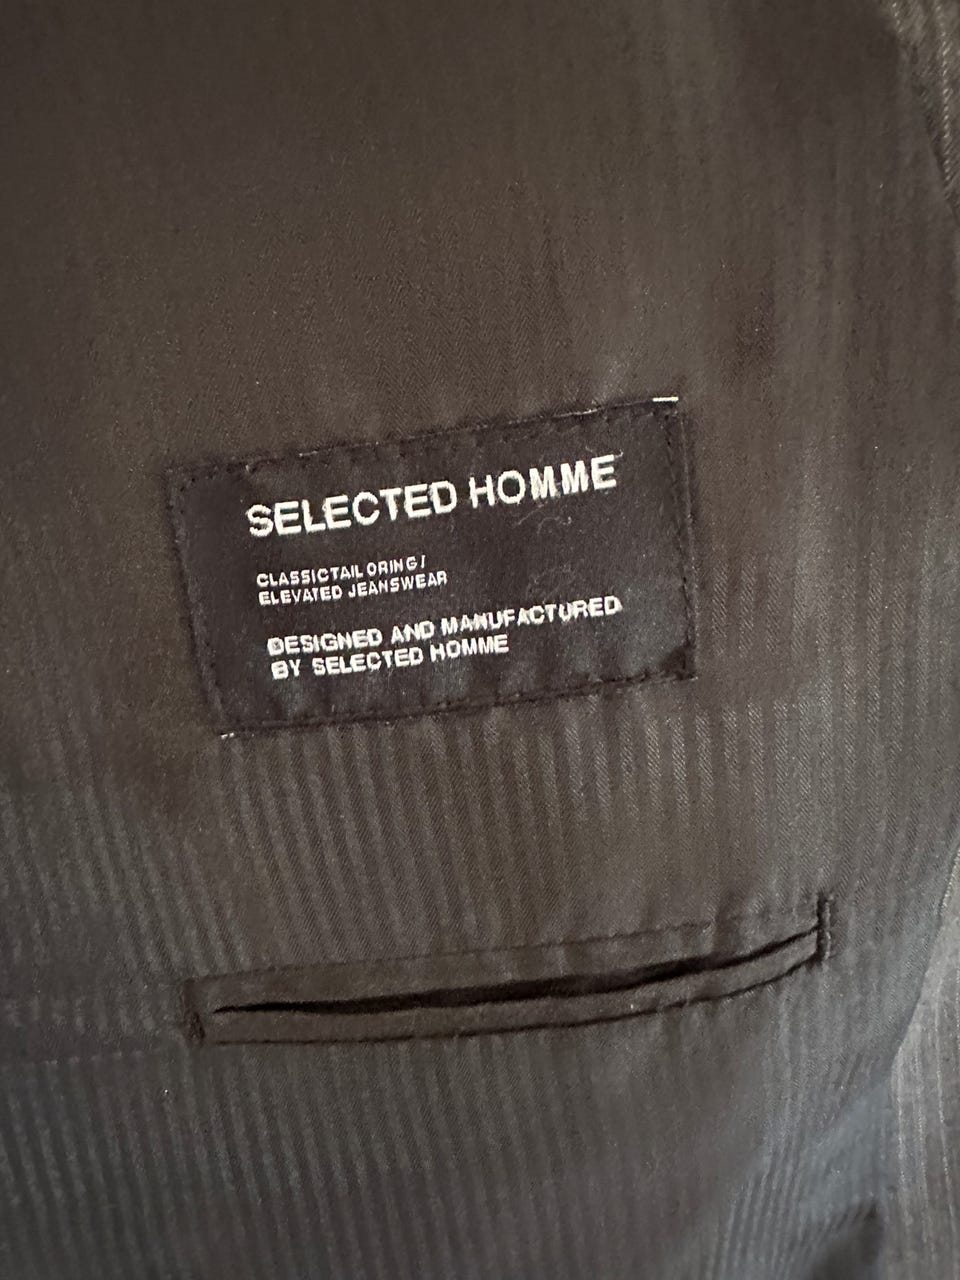 SELECTED HOMME
CLASSICTAILORING/
ELEVATED JEANSWEAR
DESIGNED AND MANUFACTURED
BY SELECTED HOMME